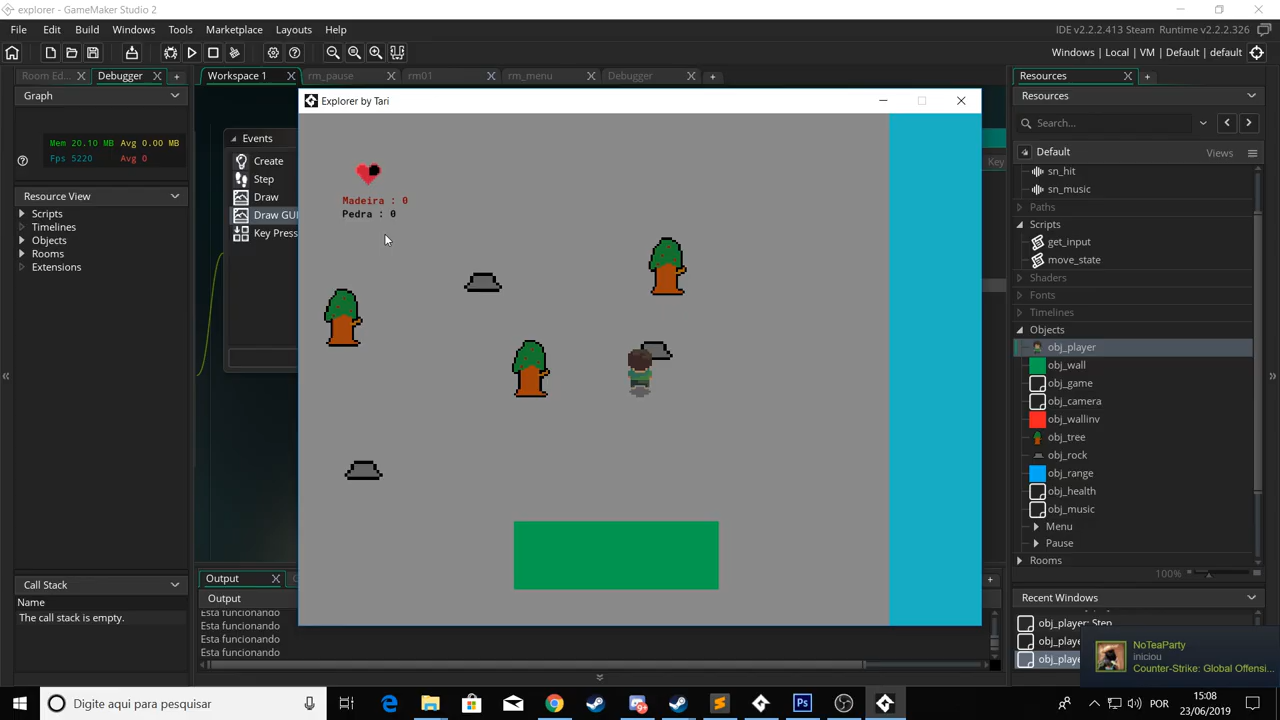 explorer - GameMaker Studio 2
File Edit Build Windows Tools Marketplace Layouts Help
IDE v2.2.2.413 Steam Runtime v2.2.2.326
Windows | Local | VM | Default | default
Room Ed... Debugger
Workspace 1 rm_pause rm01 rm_menu Debugger
Resources
Graph
Mem 20.10 MB Avg 0.00 MB
Fps 5220 Avg 0
Resource View
Scripts
Timelines
Objects
Rooms
Extensions
Call Stack
Name
The call stack is empty.
Events
Create
Step
Draw
Draw GUI
Key Press
Key
Explorer by Tari
Madeira : 0
Pedra : 0
Output
Output
Esta funcionando
Esta funcionando
Esta funcionando
Esta funcionando
Resources
Search...
Default Views
sn_hit
sn_music
Paths
Scripts
get_input
move_state
Shaders
Fonts
Timelines
Objects
obj_player
obj_wall
obj_game
obj_camera
obj_wallinv
obj_tree
obj_rock
obj_range
obj_health
obj_music
Menu
Pause
Rooms
100%
Recent Windows
obj_player: Step
obj_playe
obj_playe
NoTeaParty
iniciou
Counter-Strike: Global Offensi...
Digite aqui para pesquisar
POR
15:08
23/06/2019